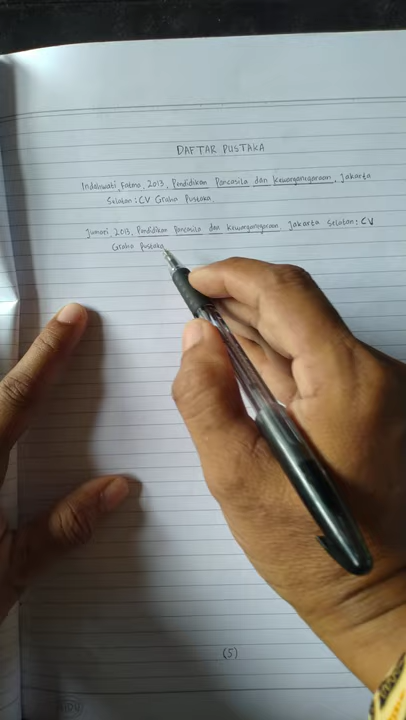 DAFTAR PUSTAKA
Indahwati, Fatma, 2013, Pendidikan Pancasila dan Kewarganegaraan, Jakarta
Selatan : CV Graha Pustaka.
Jumari 2013, Pendidikan Pancasila dan Kewarganegaraan, Jakarta Selatan : CV
Graha Pustaka
(5)